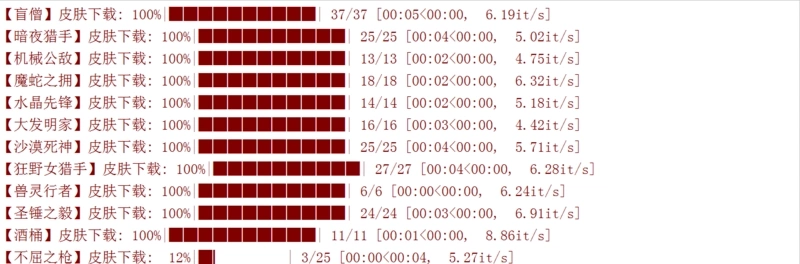 【盲僧】皮肤下载: 100%|██████████| 37/37 [00:05<00:00,  6.19it/s]
【暗夜猎手】皮肤下载: 100%|██████████| 25/25 [00:04<00:00,  5.02it/s]
【机械公敌】皮肤下载: 100%|██████████| 13/13 [00:02<00:00,  4.75it/s]
【魔蛇之拥】皮肤下载: 100%|██████████| 18/18 [00:02<00:00,  6.32it/s]
【水晶先锋】皮肤下载: 100%|██████████| 14/14 [00:02<00:00,  5.18it/s]
【大发明家】皮肤下载: 100%|██████████| 16/16 [00:03<00:00,  4.42it/s]
【沙漠死神】皮肤下载: 100%|██████████| 25/25 [00:04<00:00,  5.71it/s]
【狂野女猎手】皮肤下载: 100%|██████████| 27/27 [00:04<00:00,  6.28it/s]
【兽灵行者】皮肤下载: 100%|██████████| 6/6 [00:00<00:00,  6.24it/s]
【圣锤之毅】皮肤下载: 100%|██████████| 24/24 [00:03<00:00,  6.91it/s]
【酒桶】皮肤下载: 100%|██████████| 11/11 [00:01<00:00,  8.86it/s]
【不屈之枪】皮肤下载:  12%|█▏        | 3/25 [00:00<00:04,  5.27it/s]